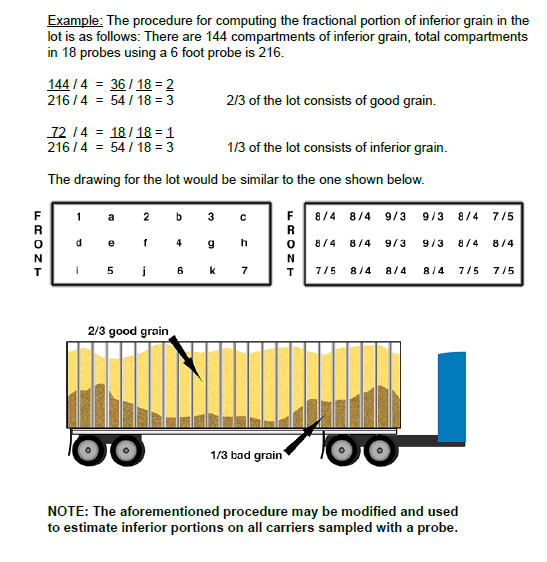 Example: The procedure for computing the fractional portion of inferior grain in the
lot is as follows: There are 144 compartments of inferior grain, total compartments
in 18 probes using a 6 foot probe is 216.
144 / 4 = 36 / 18 = 2
216 / 4 = 54 / 18 = 3 2/3 of the lot consists of good grain.
72 / 4 = 18 / 18 = 1
216 / 4 = 54 / 18 = 3 1/3 of the lot consists of inferior grain.
The drawing for the lot would be similar to the one shown below.
FRONT
1 a 2 b 3 c
d e f 4 g h
i 5 j 6 k 7
FRONT
8/4 8/4 9/3 9/3 8/4 7/5
8/4 8/4 9/3 9/3 8/4 8/4
7/5 8/4 8/4 8/4 7/5 7/5
2/3 good grain
1/3 bad grain
NOTE: The aforementioned procedure may be modified and used
to estimate inferior portions on all carriers sampled with a probe.